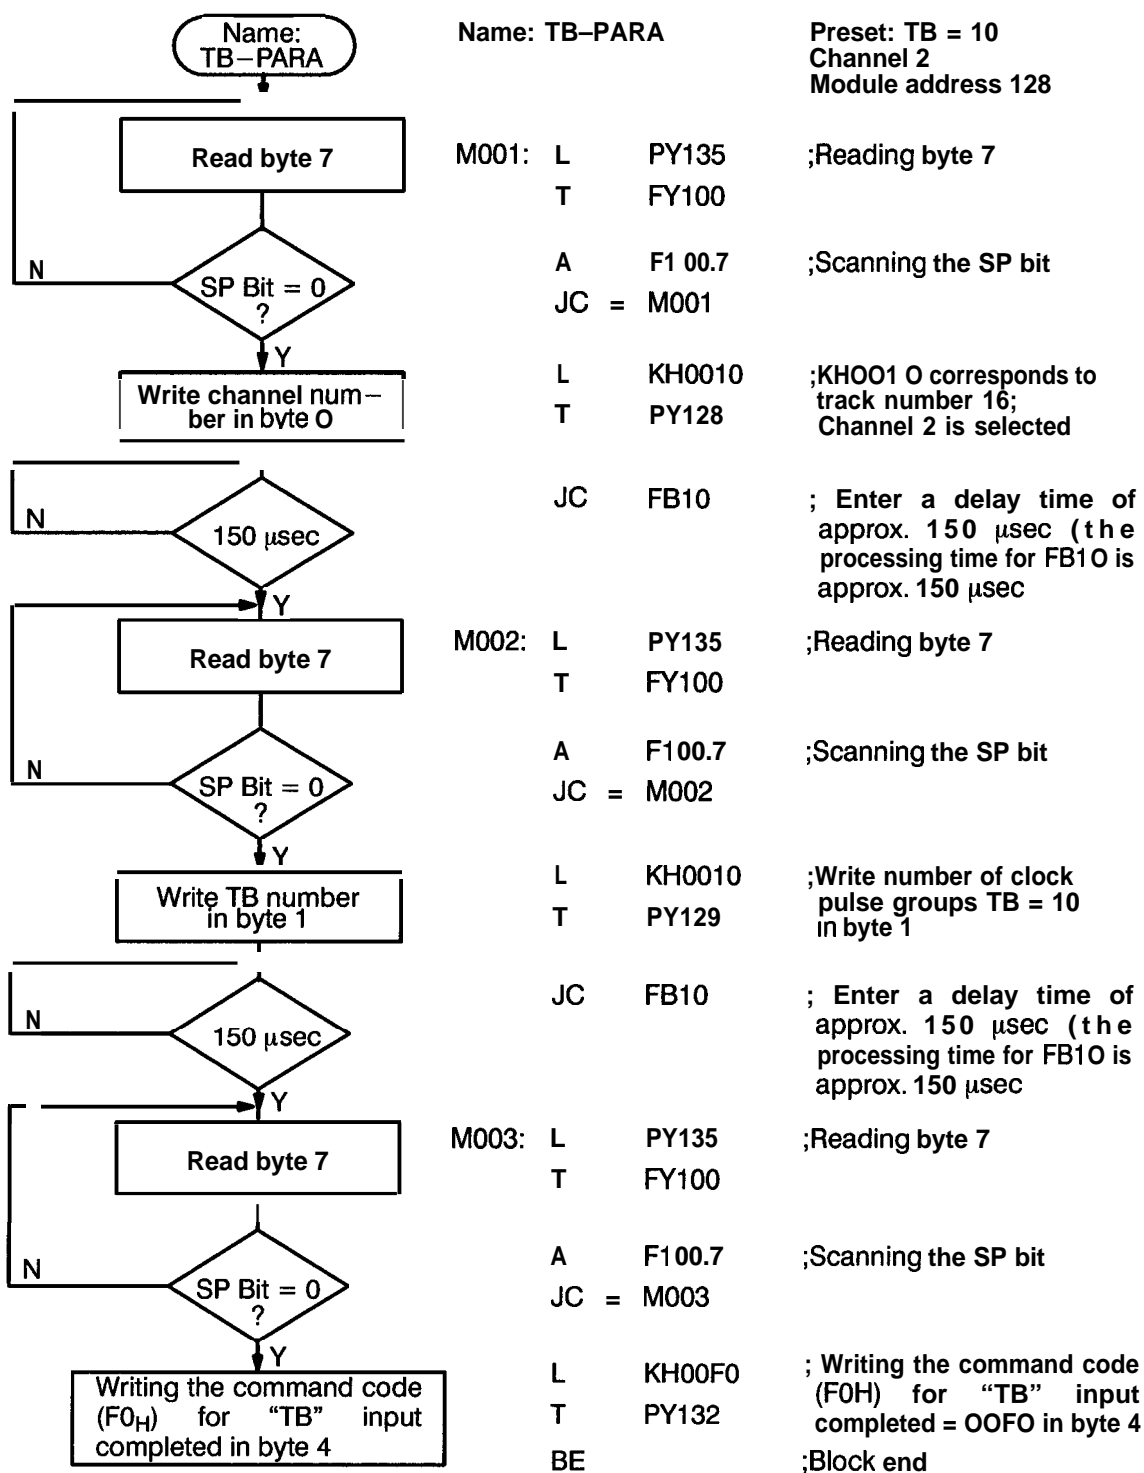 Name:
TB–PARA
Name: TB–PARA
Preset: TB = 10
Channel 2
Module address 128
Read byte 7
M001: L PY135 ;Reading byte 7
T FY100
N
SP Bit = 0
?
A F1 00.7 ;Scanning the SP bit
JC = M001
Y
Write channel num–
ber in byte O
L KH0010 ;KHOO1 O corresponds to
track number 16;
T PY128
Channel 2 is selected
N
150 μsec
JC FB10 ; Enter a delay time of
approx. 150 μsec (the
processing time for FB1O is
approx. 150 μsec
Y
Read byte 7
M002: L PY135 ;Reading byte 7
T FY100
N
SP Bit = 0
?
A F100.7 ;Scanning the SP bit
JC = M002
Y
Write TB number
in byte 1
L KH0010 ;Write number of clock
pulse groups TB = 10
T PY129
in byte 1
N
150 μsec
JC FB10 ; Enter a delay time of
approx. 150 μsec (the
processing time for FB1O is
approx. 150 μsec
Y
Read byte 7
M003: L PY135 ;Reading byte 7
T FY100
N
SP Bit = 0
?
A F100.7 ;Scanning the SP bit
JC = M003
Y
Writing the command code
(F0H) for “TB” input
completed in byte 4
L KH00F0 ; Writing the command code
(F0H) for “TB” input
T PY132 completed = OOFO in byte 4
BE ;Block end